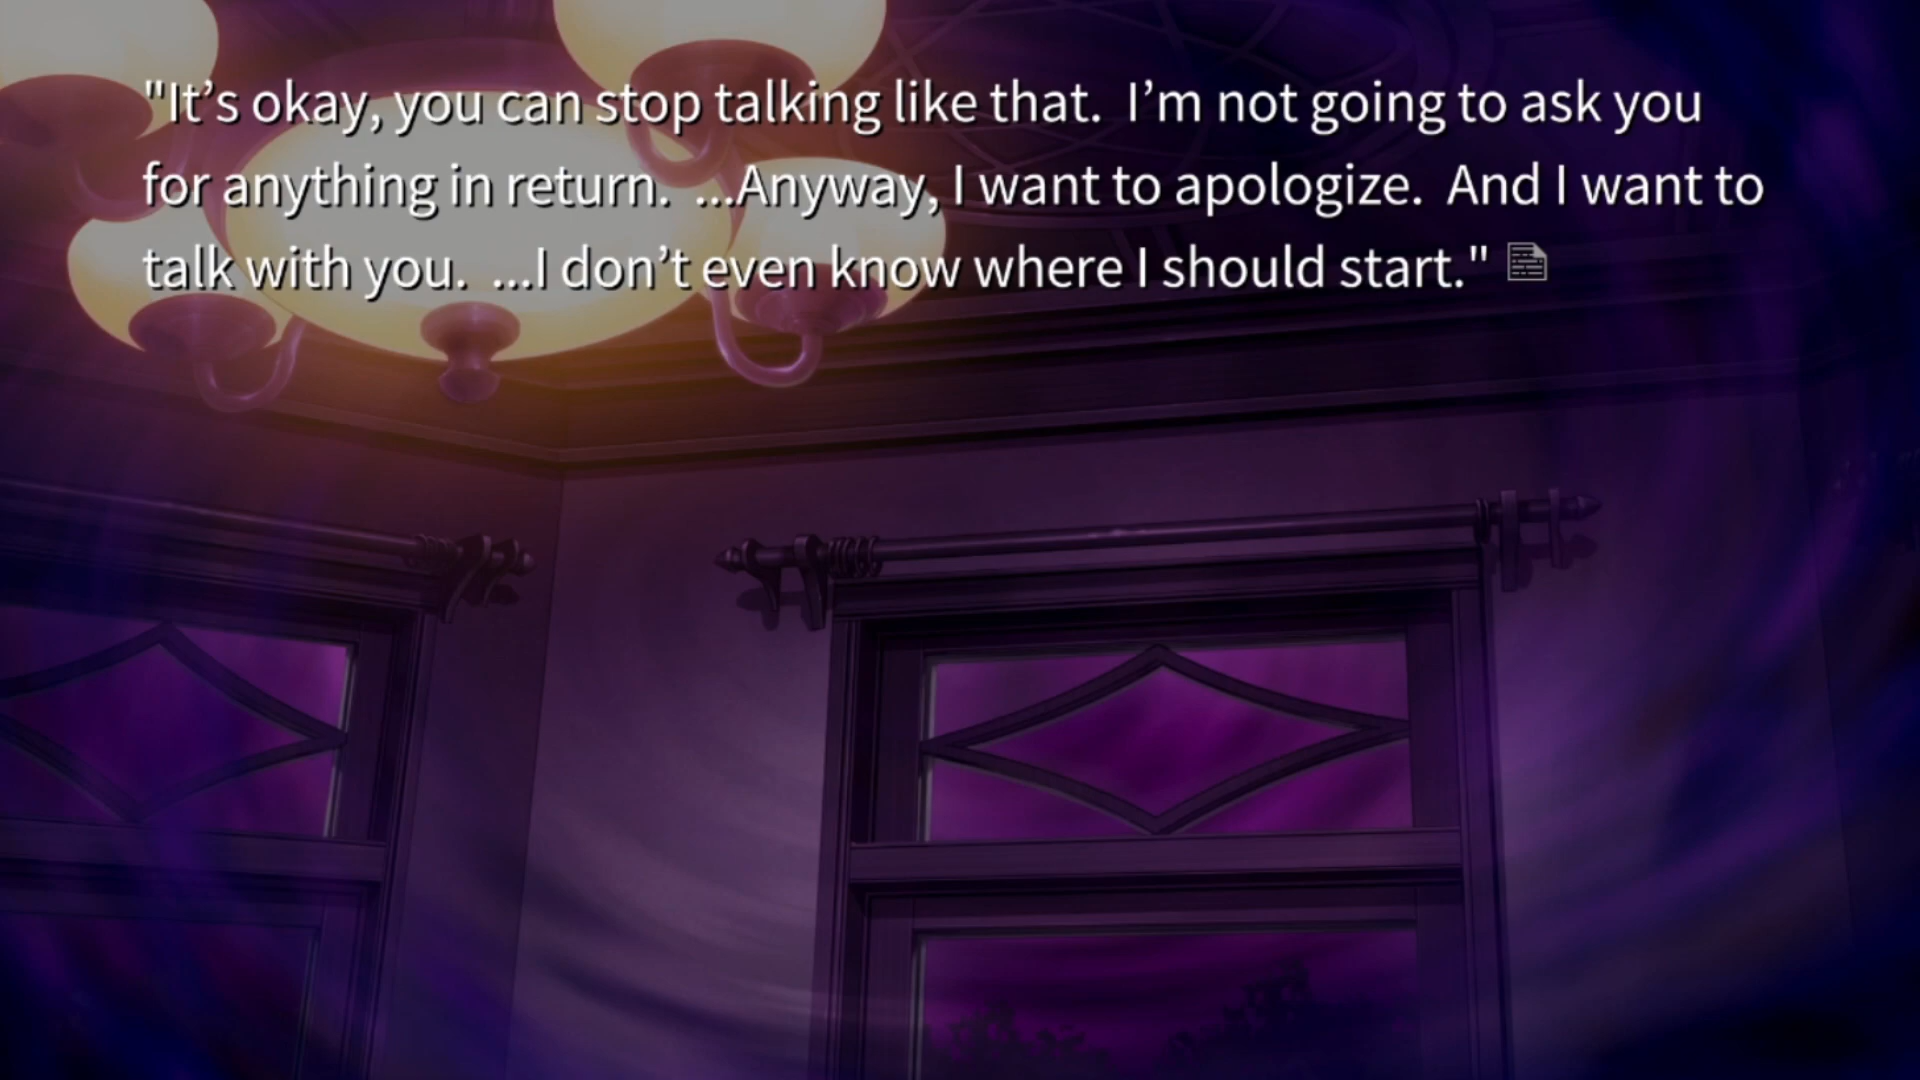 "It’s okay, you can stop talking like that.  I’m not going to ask you
for anything in return.  ...Anyway, I want to apologize.  And I want to
talk with you.  ...I don’t even know where I should start."